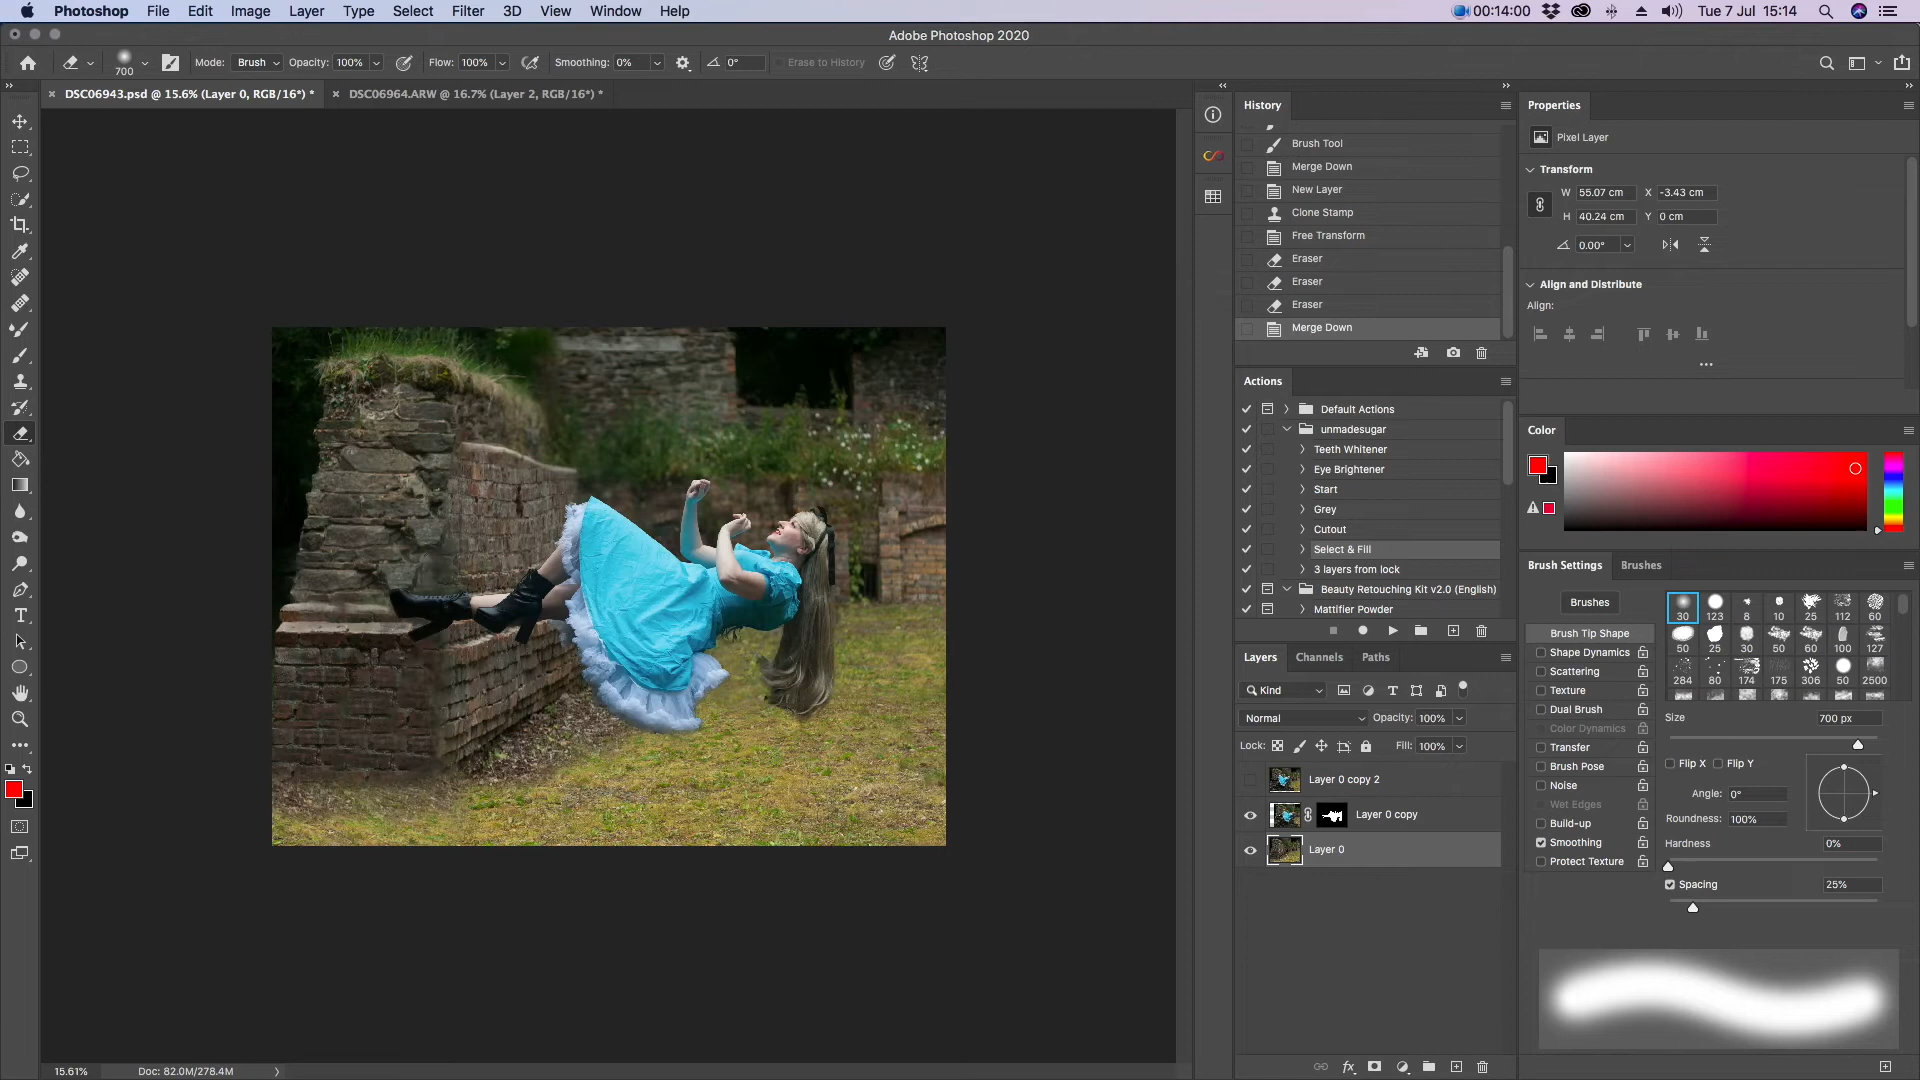 Photoshop File Edit Image Layer Type Select Filter 3D View Window Help 00:14:00 Tue 7 Jul 15:14
Adobe Photoshop 2020
700 Mode: Brush Opacity: 100% Flow: 100% Smoothing: 0% 0° Erase to History
DSC06943.psd @ 15.6% (Layer 0, RGB/16*) * DSC06964.ARW @ 16.7% (Layer 2, RGB/16*) *
History
Brush Tool
Merge Down
New Layer
Clone Stamp
Free Transform
Eraser
Eraser
Eraser
Merge Down
Actions
Default Actions
unmadesugar
Teeth Whitener
Eye Brightener
Start
Grey
Cutout
Select & Fill
3 layers from lock
Beauty Retouching Kit v2.0 (English)
Mattifier Powder
Layers Channels Paths
Kind
Normal Opacity: 100%
Lock: Fill: 100%
Layer 0 copy 2
Layer 0 copy
Layer 0
Properties
Pixel Layer
Transform
W 55.07 cm X -3.43 cm
H 40.24 cm Y 0 cm
0.00°
Align and Distribute
Align:
Color
Brush Settings Brushes
Brushes
Brush Tip Shape
Shape Dynamics
Scattering
Texture
Dual Brush
Color Dynamics
Transfer
Brush Pose
Noise
Wet Edges
Build-up
Smoothing
Protect Texture
30 123 8 10 25 112 60
50 25 30 50 60 100 127
284 80 174 175 306 50 2500
Size 700 px
Flip X Flip Y
Angle: 0°
Roundness: 100%
Hardness 0%
Spacing 25%
15.61% Doc: 82.0M/278.4M